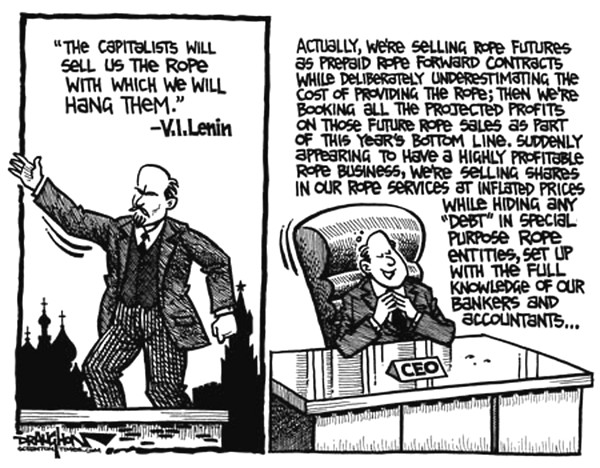 "THE CAPITALISTS WILL
SELL US THE ROPE
WITH WHICH WE WILL
HANG THEM."
-V.I. Lenin
ACTUALLY, WE'RE SELLING ROPE FUTURES
AS PREPAID ROPE FORWARD CONTRACTS
WHILE DELIBERATELY UNDERESTIMATING THE
COST OF PROVIDING THE ROPE; THEN WE'RE
BOOKING ALL THE PROJECTED PROFITS
ON THOSE FUTURE ROPE SALES AS PART
OF THIS YEAR'S BOTTOM LINE. SUDDENLY
APPEARING TO HAVE A HIGHLY PROFITABLE
ROPE BUSINESS, WE'RE SELLING SHARES
IN OUR ROPE SERVICES AT INFLATED PRICES
WHILE HIDING ANY
"DEBT" IN SPECIAL
PURPOSE ROPE
ENTITIES, SET UP
WITH THE FULL
KNOWLEDGE OF OUR
BANKERS AND
ACCOUNTANTS...
CEO
DRAUGHON